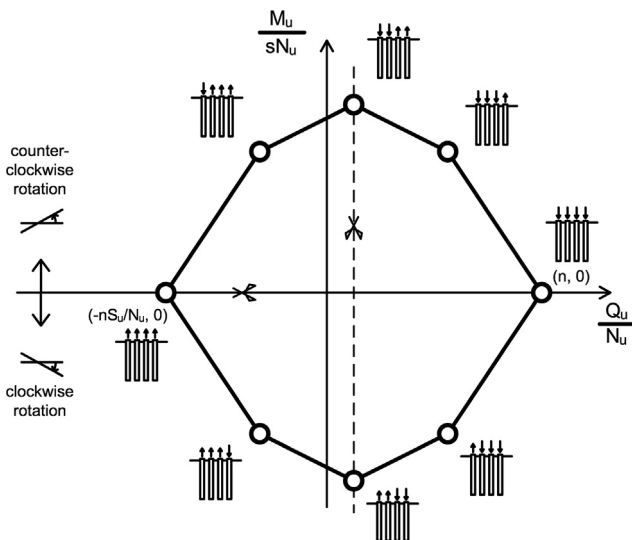 M_u
sN_u
counter-
clockwise
rotation
(n, 0)
(-nS_u/N_u, 0)
Q_u
N_u
clockwise
rotation